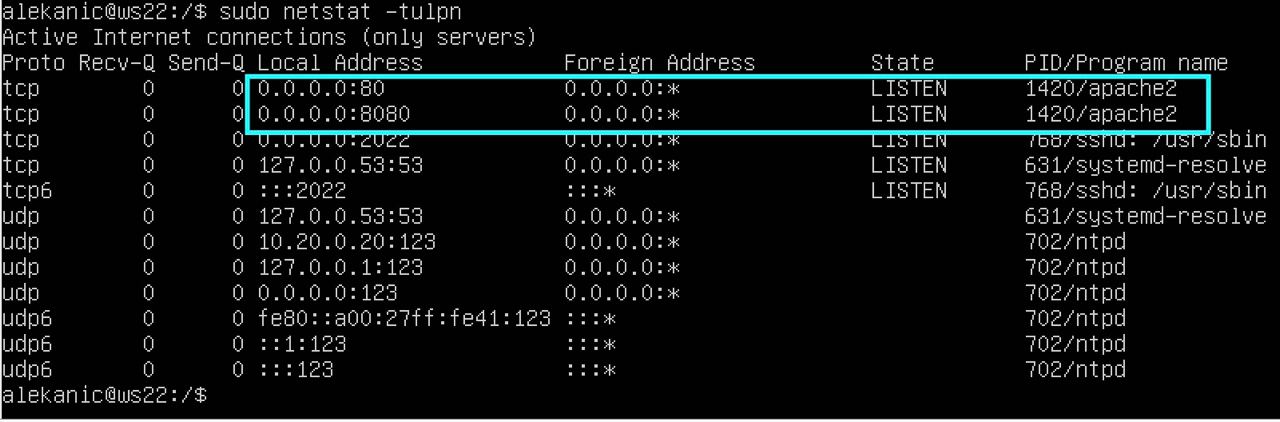 alekanic@ws22:/$ sudo netstat -tulpn
Active Internet connections (only servers)
Proto Recv-Q Send-Q Local Address           Foreign Address         State       PID/Program name
tcp        0      0 0.0.0.0:80              0.0.0.0:*               LISTEN      1420/apache2
tcp        0      0 0.0.0.0:8080            0.0.0.0:*               LISTEN      1420/apache2
tcp        0      0 0.0.0.0:2022            0.0.0.0:*               LISTEN      768/sshd: /usr/sbin
tcp        0      0 127.0.0.53:53           0.0.0.0:*               LISTEN      631/systemd-resolve
tcp6       0      0 :::2022                 :::*                    LISTEN      768/sshd: /usr/sbin
udp        0      0 127.0.0.53:53           0.0.0.0:*                           631/systemd-resolve
udp        0      0 10.20.0.20:123          0.0.0.0:*                           702/ntpd
udp        0      0 127.0.0.1:123           0.0.0.0:*                           702/ntpd
udp        0      0 0.0.0.0:123             0.0.0.0:*                           702/ntpd
udp6       0      0 fe80::a00:27ff:fe41:123 :::*                                702/ntpd
udp6       0      0 ::1:123                 :::*                                702/ntpd
udp6       0      0 :::123                  :::*                                702/ntpd
alekanic@ws22:/$